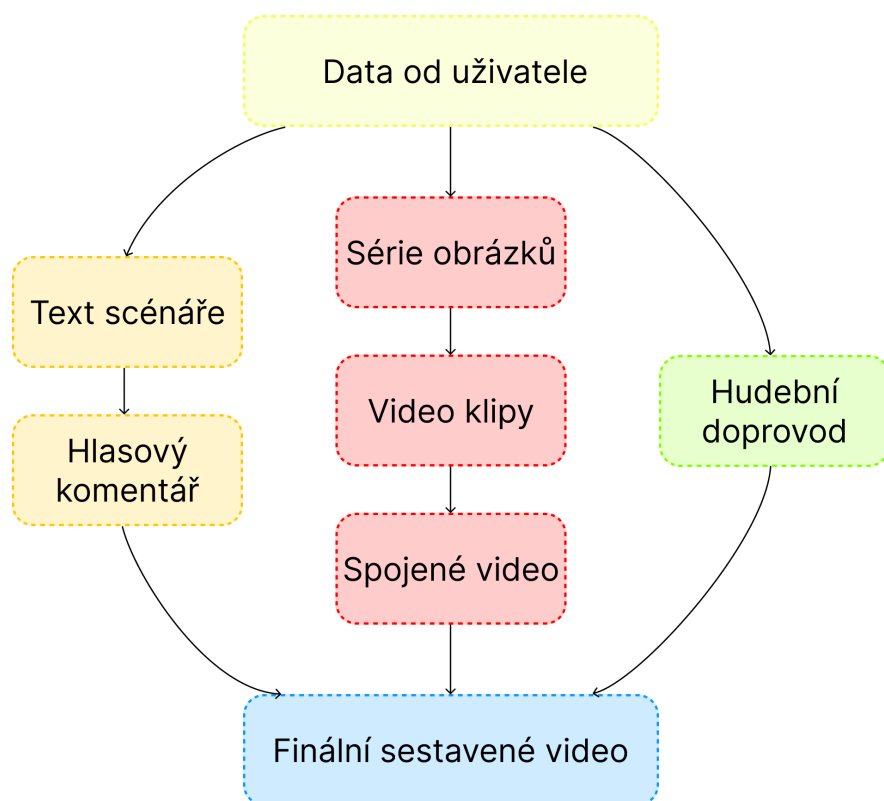 Data od uživatele
Série obrázků
Text scénáře
Video klipy
Hudební
doprovod
Hlasový
komentář
Spojené video
Finální sestavené video